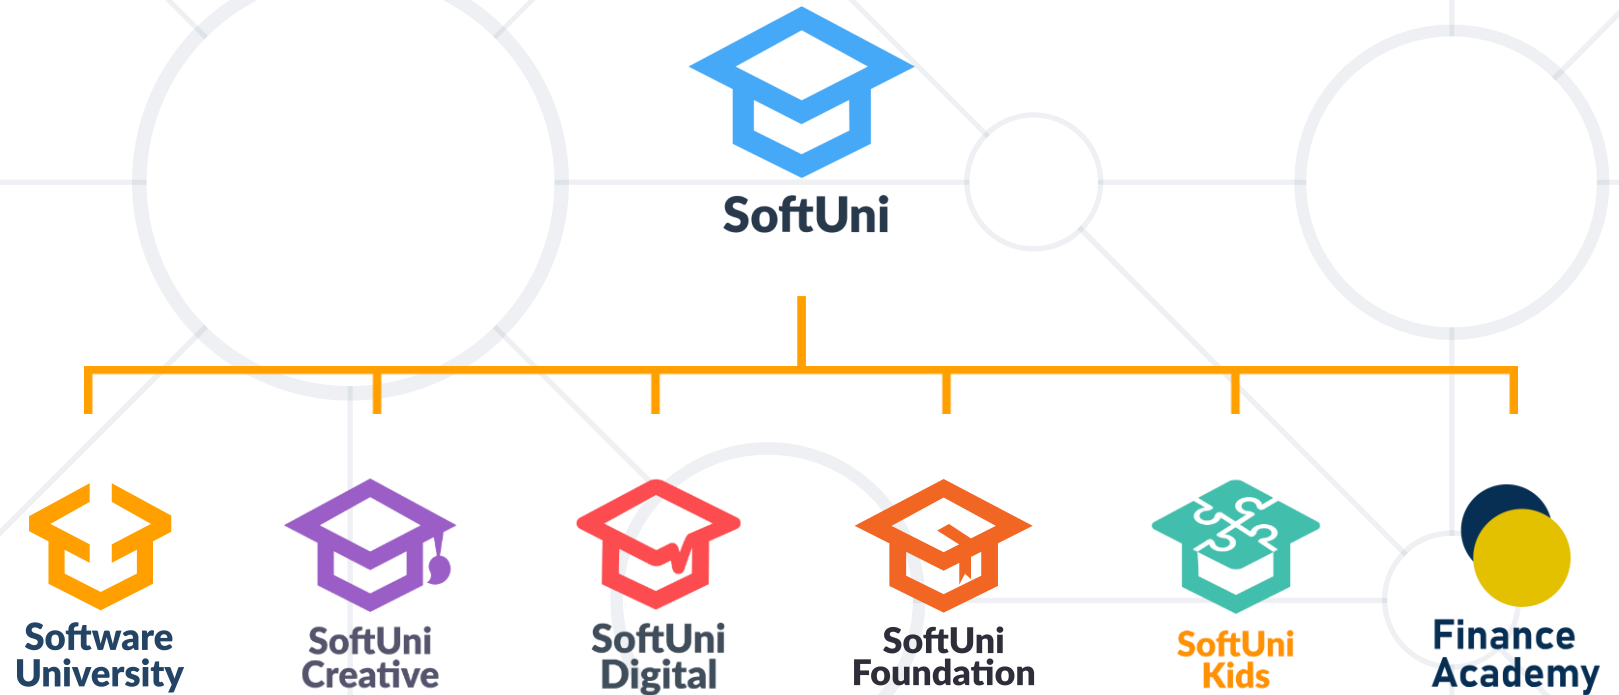 SoftUni
Software
University
SoftUni
Creative
SoftUni
Digital
SoftUni
Foundation
SoftUni
Kids
Finance
Academy